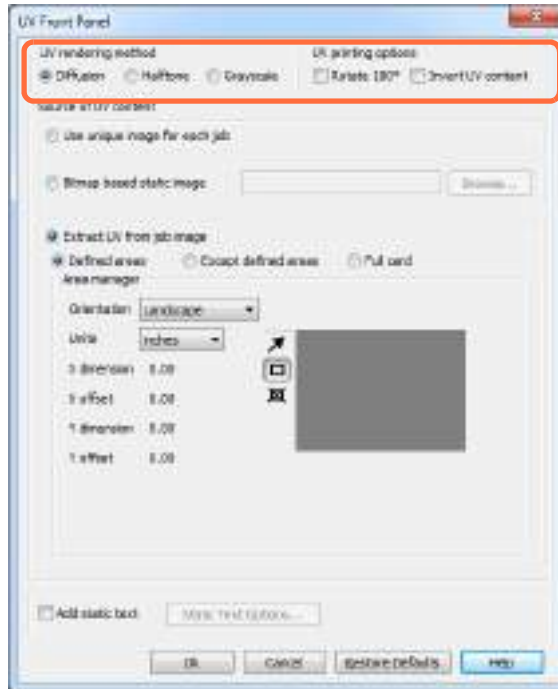 UV Front Panel
UV rendering method UV printing options
Diffusion Halftone Grayscale Rotate 180° Invert UV content
Source of UV content
Use unique image for each job
Bitmap based static image Browse...
Extract UV from job image
Defined areas Except defined areas Full card
Area manager
Orientation Landscape
Units inches
X dimension 0.00
X offset 0.00
Y dimension 0.00
Y offset 0.00
Add static text Static Text Options...
OK Cancel Restore Defaults Help